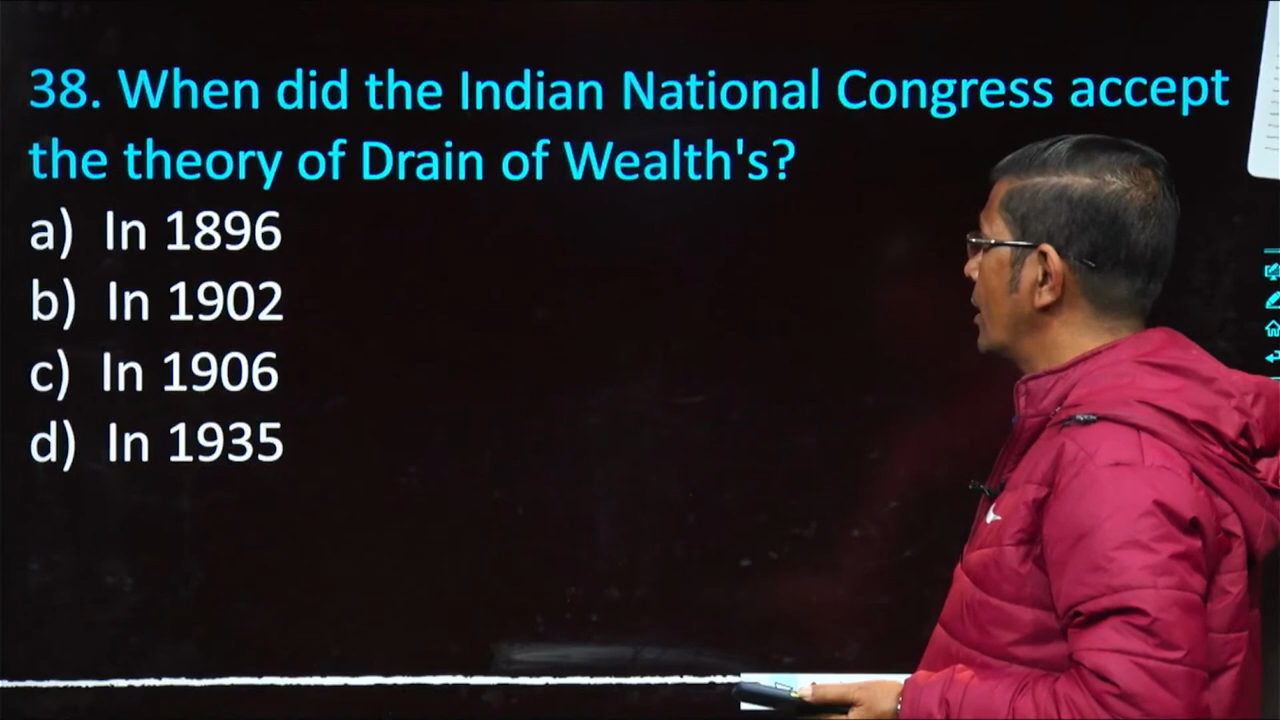 38. When did the Indian National Congress accept
the theory of Drain of Wealth's?
a) In 1896
b) In 1902
c) In 1906
d) In 1935